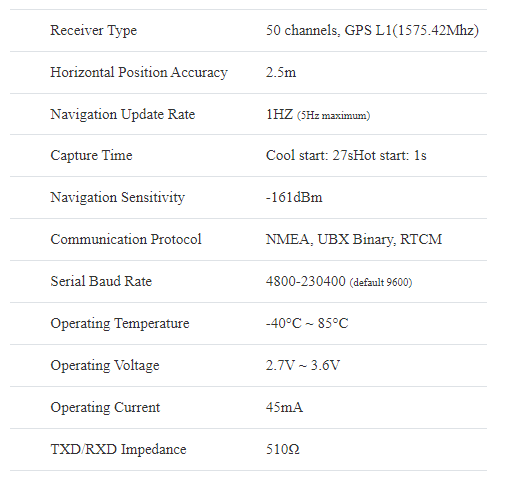 Receiver Type 50 channels, GPS L1(1575.42Mhz)
Horizontal Position Accuracy 2.5m
Navigation Update Rate 1HZ (5Hz maximum)
Capture Time Cool start: 27sHot start: 1s
Navigation Sensitivity -161dBm
Communication Protocol NMEA, UBX Binary, RTCM
Serial Baud Rate 4800-230400 (default 9600)
Operating Temperature -40°C ~ 85°C
Operating Voltage 2.7V ~ 3.6V
Operating Current 45mA
TXD/RXD Impedance 510Ω